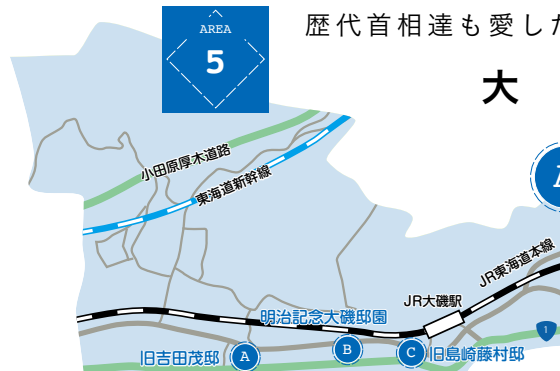 AREA
5
歴代首相達も愛し
大
小田原厚木道路
東海道新幹線
JR東海道本線
JR大磯駅
明治記念大磯邸園
1
旧吉田茂邸
A
B
C
旧島崎藤村邸